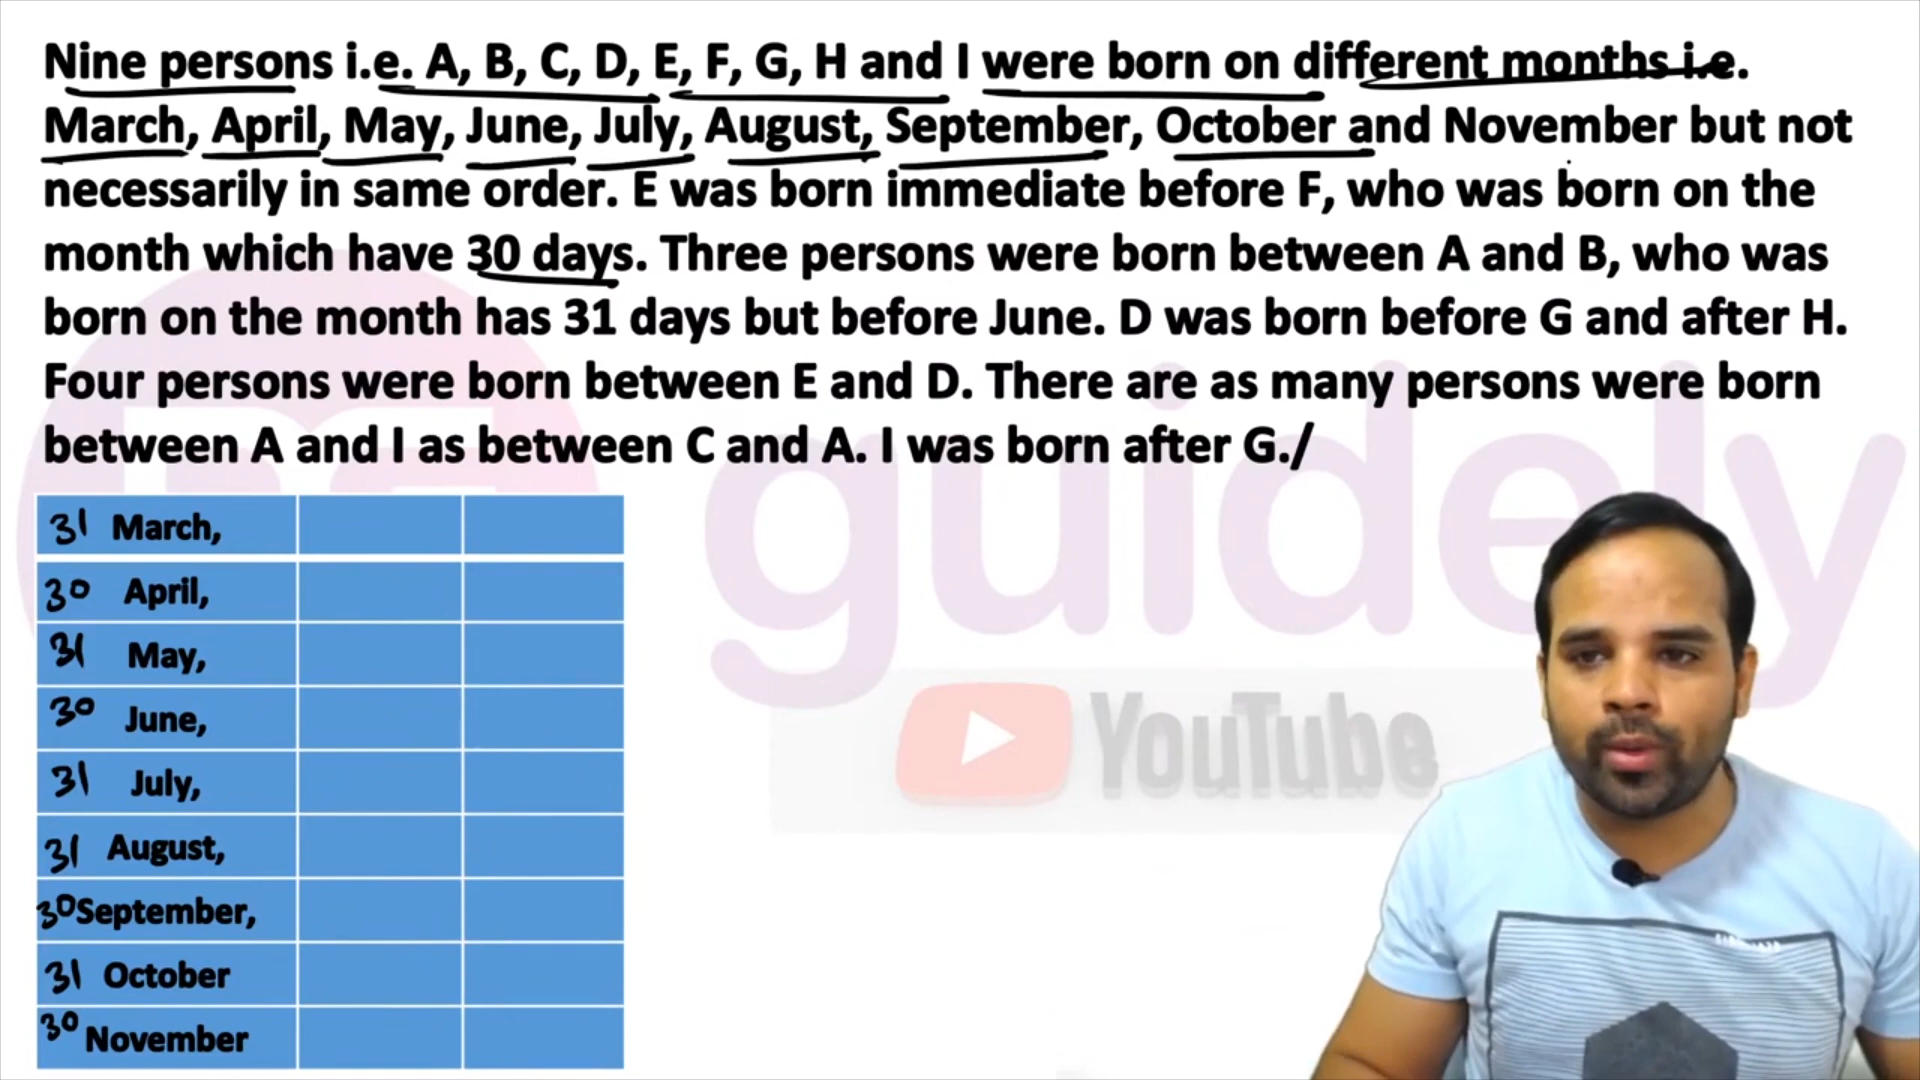 Nine persons i.e. A, B, C, D, E, F, G, H and I were born on different months i.e.
March, April, May, June, July, August, September, October and November but not
necessarily in same order. E was born immediate before F, who was born on the
month which have 30 days. Three persons were born between A and B, who was
born on the month has 31 days but before June. D was born before G and after H.
Four persons were born between E and D. There are as many persons were born
between A and I as between C and A. I was born after G./
31 March,
30 April,
31 May,
30 June,
31 July,
31 August,
30 September,
31 October
30 November
guidely
YouTube